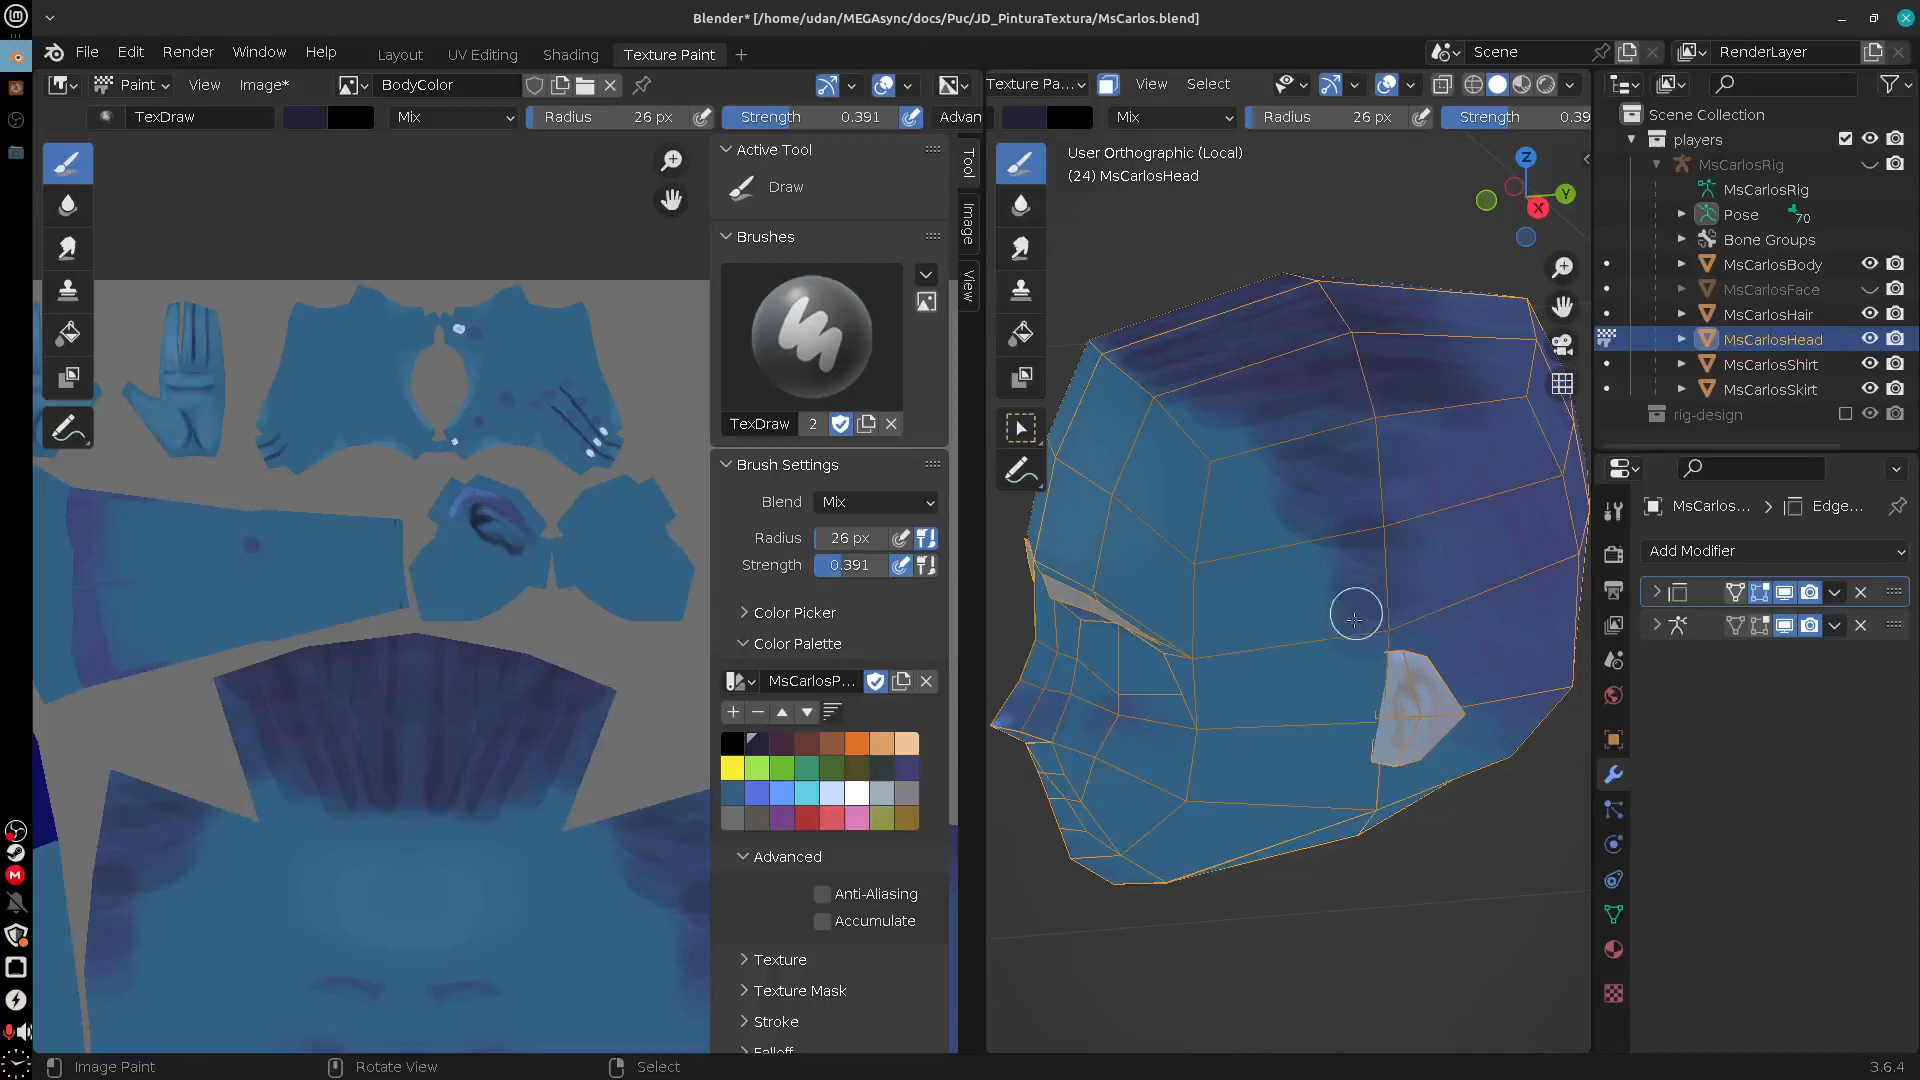 Blender* [/home/udan/MEGAsync/docs/Puc/JD_PinturaTextura/MsCarlos.blend]
File Edit Render Window Help Layout UV Editing Shading Texture Paint Scene RenderLayer
Paint View Image* BodyColor
TexDraw Mix Radius 26 px Strength 0.391 Advan
Active Tool
Draw
Brushes
TexDraw 2
Brush Settings
Blend Mix
Radius 26 px
Strength 0.391
Color Picker
Color Palette
MsCarlosP...
Advanced
Anti-Aliasing
Accumulate
Texture
Texture Mask
Stroke
Falloff
Tool
Image
View
Texture Pa... View Select
Mix Radius 26 px Strength 0.39
User Orthographic (Local)
(24) MsCarlosHead
Z
Y
X
Scene Collection
players
MsCarlosRig
MsCarlosRig
Pose 70
Bone Groups
MsCarlosBody
MsCarlosFace
MsCarlosHair
MsCarlosHead
MsCarlosShirt
MsCarlosSkirt
rig-design
MsCarlos... Edge...
Add Modifier
Image Paint Rotate View Select 3.6.4